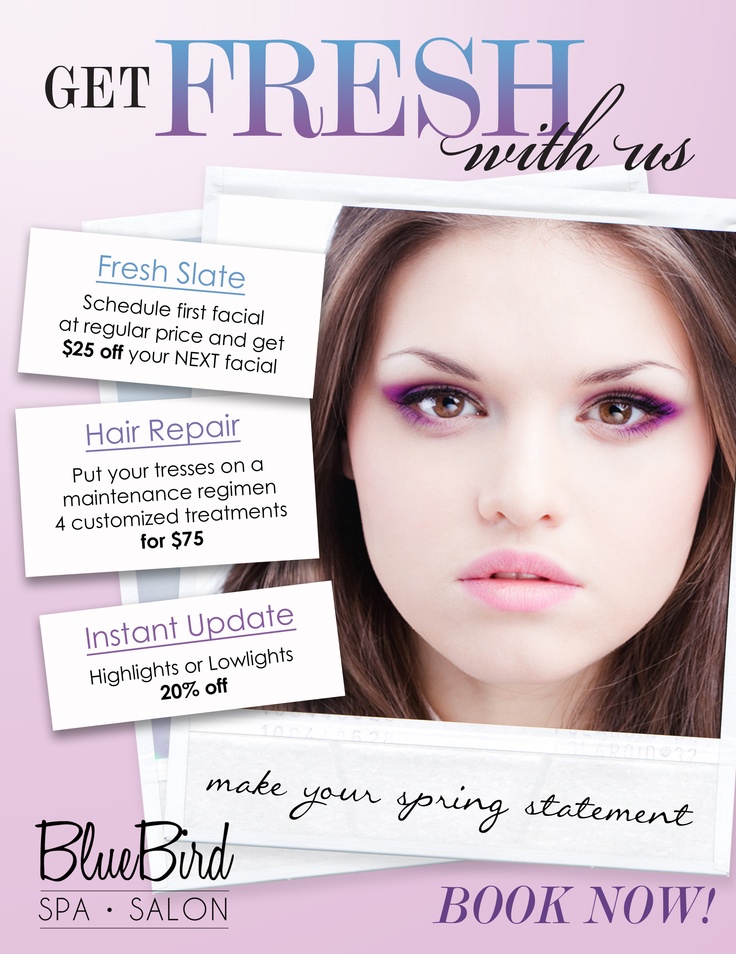 GET FRESH
with us
Fresh Slate
Schedule first facial
at regular price and get
$25 off your NEXT facial
Hair Repair
Put your tresses on a
maintenance regimen
4 customized treatments
for $75
Instant Update
Highlights or Lowlights
20% off
make your spring statement
BlueBird
SPA • SALON
BOOK NOW!